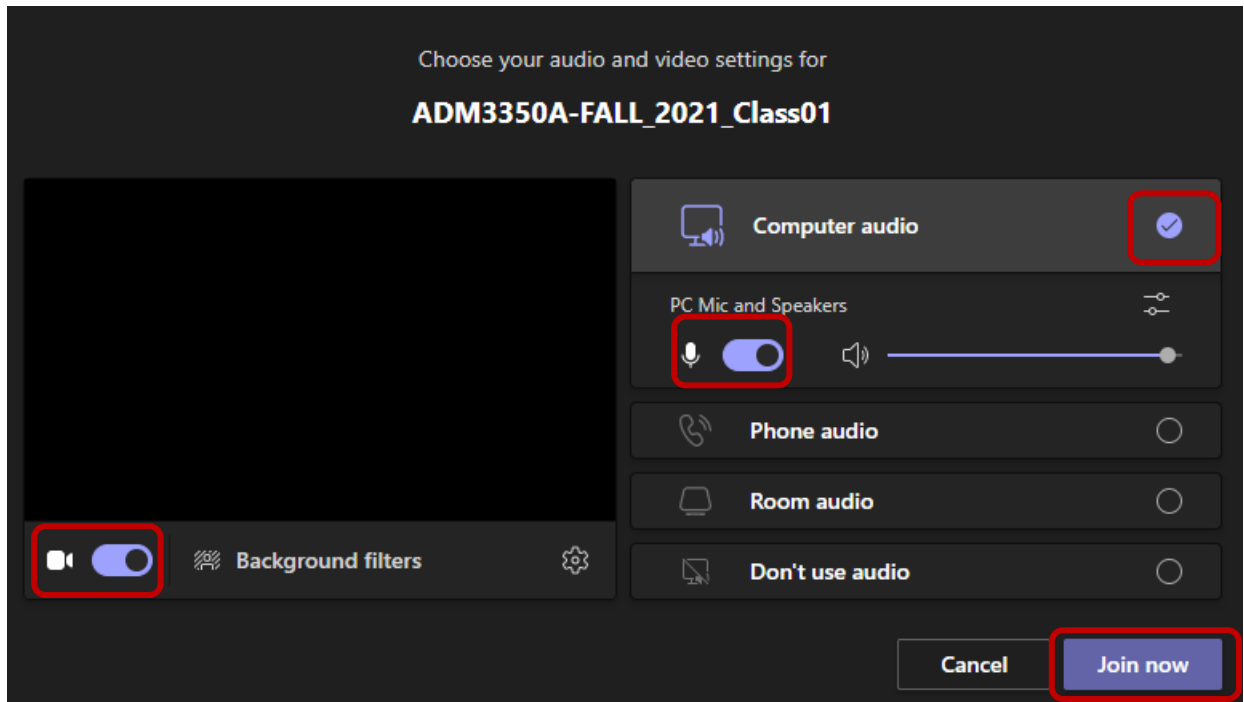 Choose your audio and video settings for
ADM3350A-FALL_2021_Class01
Computer audio
PC Mic and Speakers
Phone audio
Room audio
Background filters
Don't use audio
Cancel
Join now